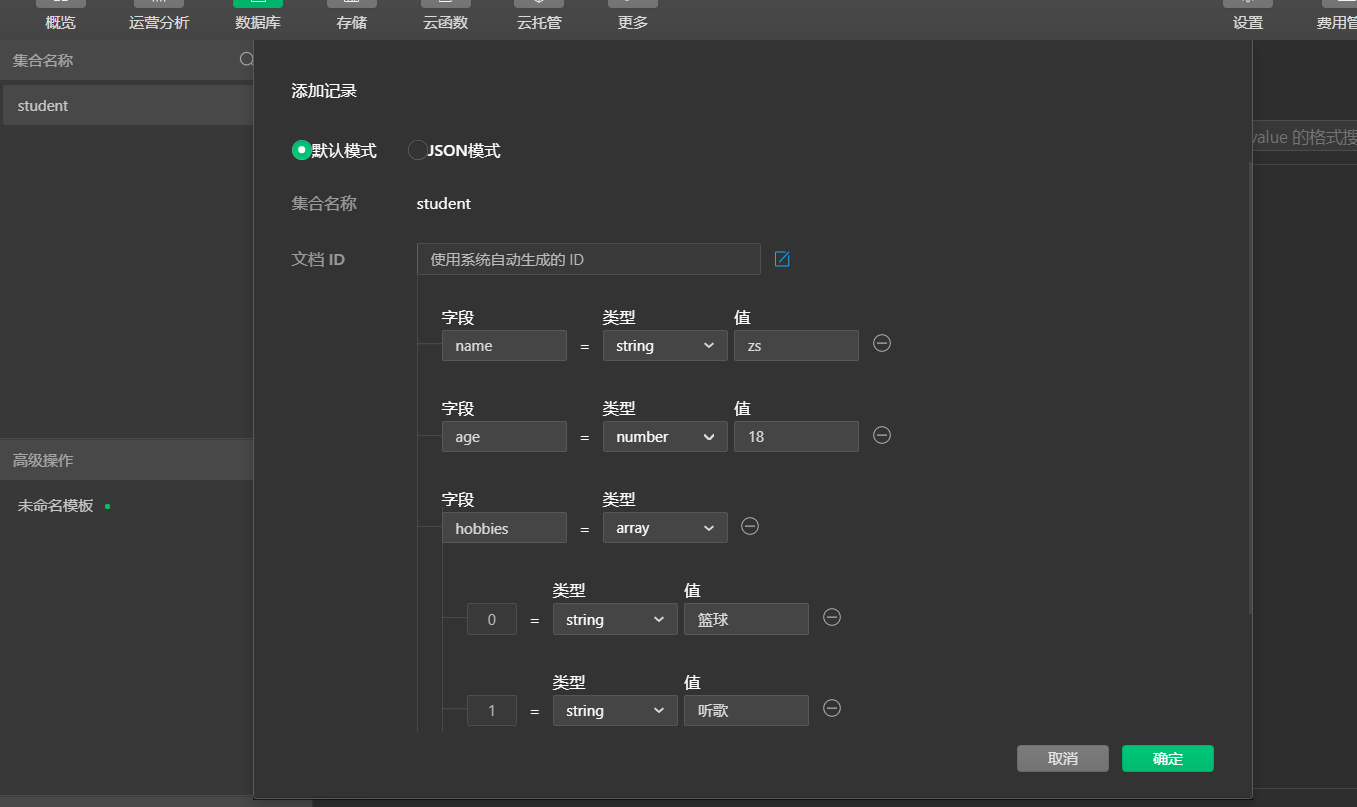 概览 运营分析 数据库 存储 云函数 云托管 更多 设置 费用管
集合名称
student
value 的格式搜
添加记录
默认模式 JSON模式
集合名称 student
文档 ID 使用系统自动生成的 ID
字段 类型 值
name = string zs
字段 类型 值
age = number 18
字段 类型
hobbies = array
类型 值
0 = string 篮球
类型 值
1 = string 听歌
高级操作
未命名模板
取消 确定